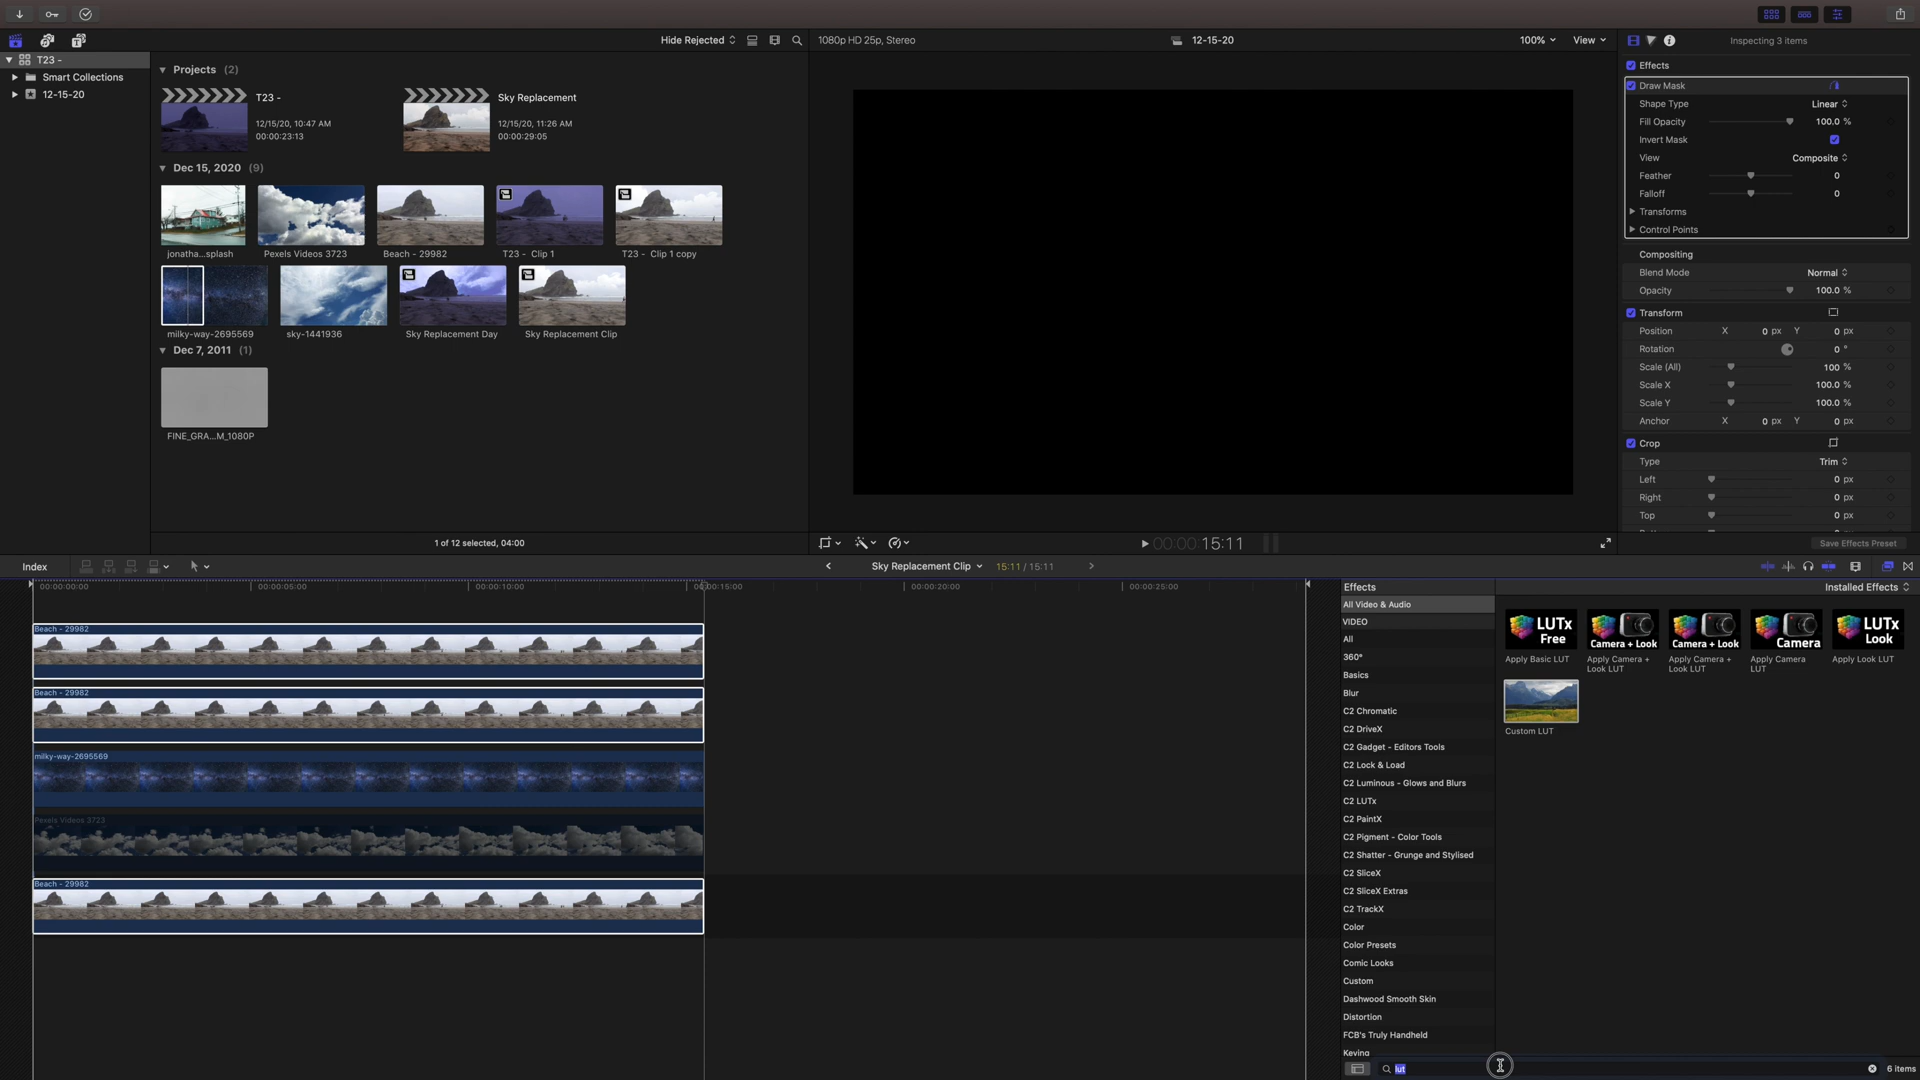 Hide Rejected
1080p HD 25p, Stereo
12-15-20
100%
View
Inspecting 3 items
T23 -
Smart Collections
12-15-20
Projects (2)
T23 -
12/15/20, 10:47 AM
00:00:23:13
Sky Replacement
12/15/20, 11:26 AM
00:00:29:05
Dec 15, 2020 (9)
jonatha...splash
Pexels Videos 3723
Beach - 29982
T23 - Clip 1
T23 - Clip 1 copy
milky-way-2695569
sky-1441936
Sky Replacement Day
Sky Replacement Clip
Dec 7, 2011 (1)
FINE_GRA...M_1080P
1 of 12 selected, 04:00
00:00:00:15:11
Effects
Draw Mask
Shape Type Linear
Fill Opacity 100.0 %
Invert Mask
View Composite
Feather 0
Falloff 0
Transforms
Control Points
Compositing
Blend Mode Normal
Opacity 100.0 %
Transform
Position X 0 px Y 0 px
Rotation 0 °
Scale (All) 100 %
Scale X 100.0 %
Scale Y 100.0 %
Anchor X 0 px Y 0 px
Crop
Type Trim
Left 0 px
Right 0 px
Top 0 px
Save Effects Preset
Index
Sky Replacement Clip
15:11 / 15:11
00:00:00:00
00:00:05:00
00:00:10:00
00:00:15:00
00:00:20:00
00:00:25:00
Beach - 29982
Beach - 29982
milky-way-2695569
Pexels Videos 3723
Beach - 29982
Effects
Installed Effects
All Video & Audio
VIDEO
All
360°
Basics
Blur
C2 Chromatic
C2 DriveX
C2 Gadget - Editors Tools
C2 Lock & Load
C2 Luminous - Glows and Blurs
C2 LUTx
C2 PaintX
C2 Pigment - Color Tools
C2 Shatter - Grunge and Stylised
C2 SliceX
C2 SliceX Extras
C2 TrackX
Color
Color Presets
Comic Looks
Custom
Dashwood Smooth Skin
Distortion
FCB's Truly Handheld
Keying
LUTx
Free
Apply Basic LUT
Camera + Look
Apply Camera +
Look LUT
Camera + Look
Apply Camera +
Look LUT
Camera
Apply Camera
LUT
LUTx
Look
Apply Look LUT
Custom LUT
lut
6 items